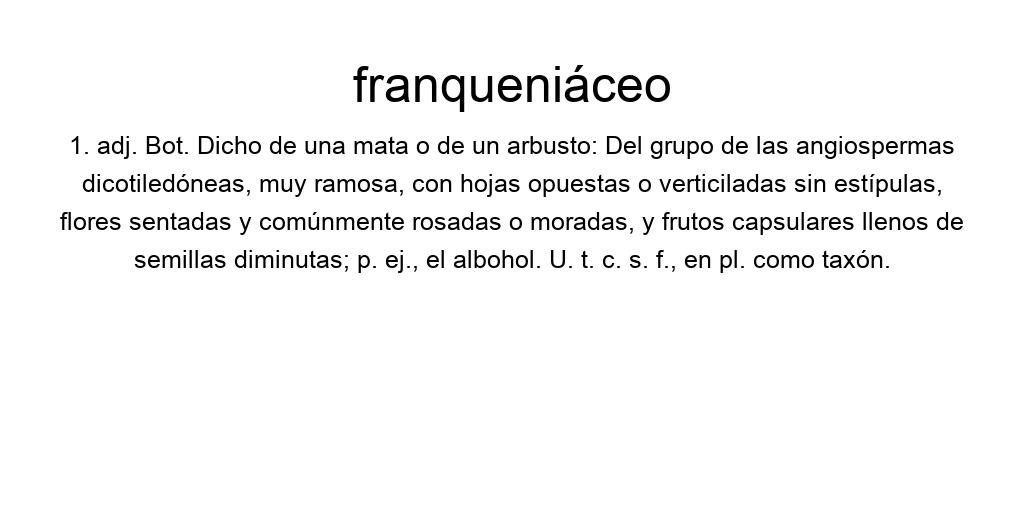 franqueniáceo
1. adj. Bot. Dicho de una mata o de un arbusto: Del grupo de las angiospermas
dicotiledóneas, muy ramosa, con hojas opuestas o verticiladas sin estípulas,
flores sentadas y comúnmente rosadas o moradas, y frutos capsulares llenos de
semillas diminutas; p. ej., el albohol. U. t. c. s. f., en pl. como taxón.